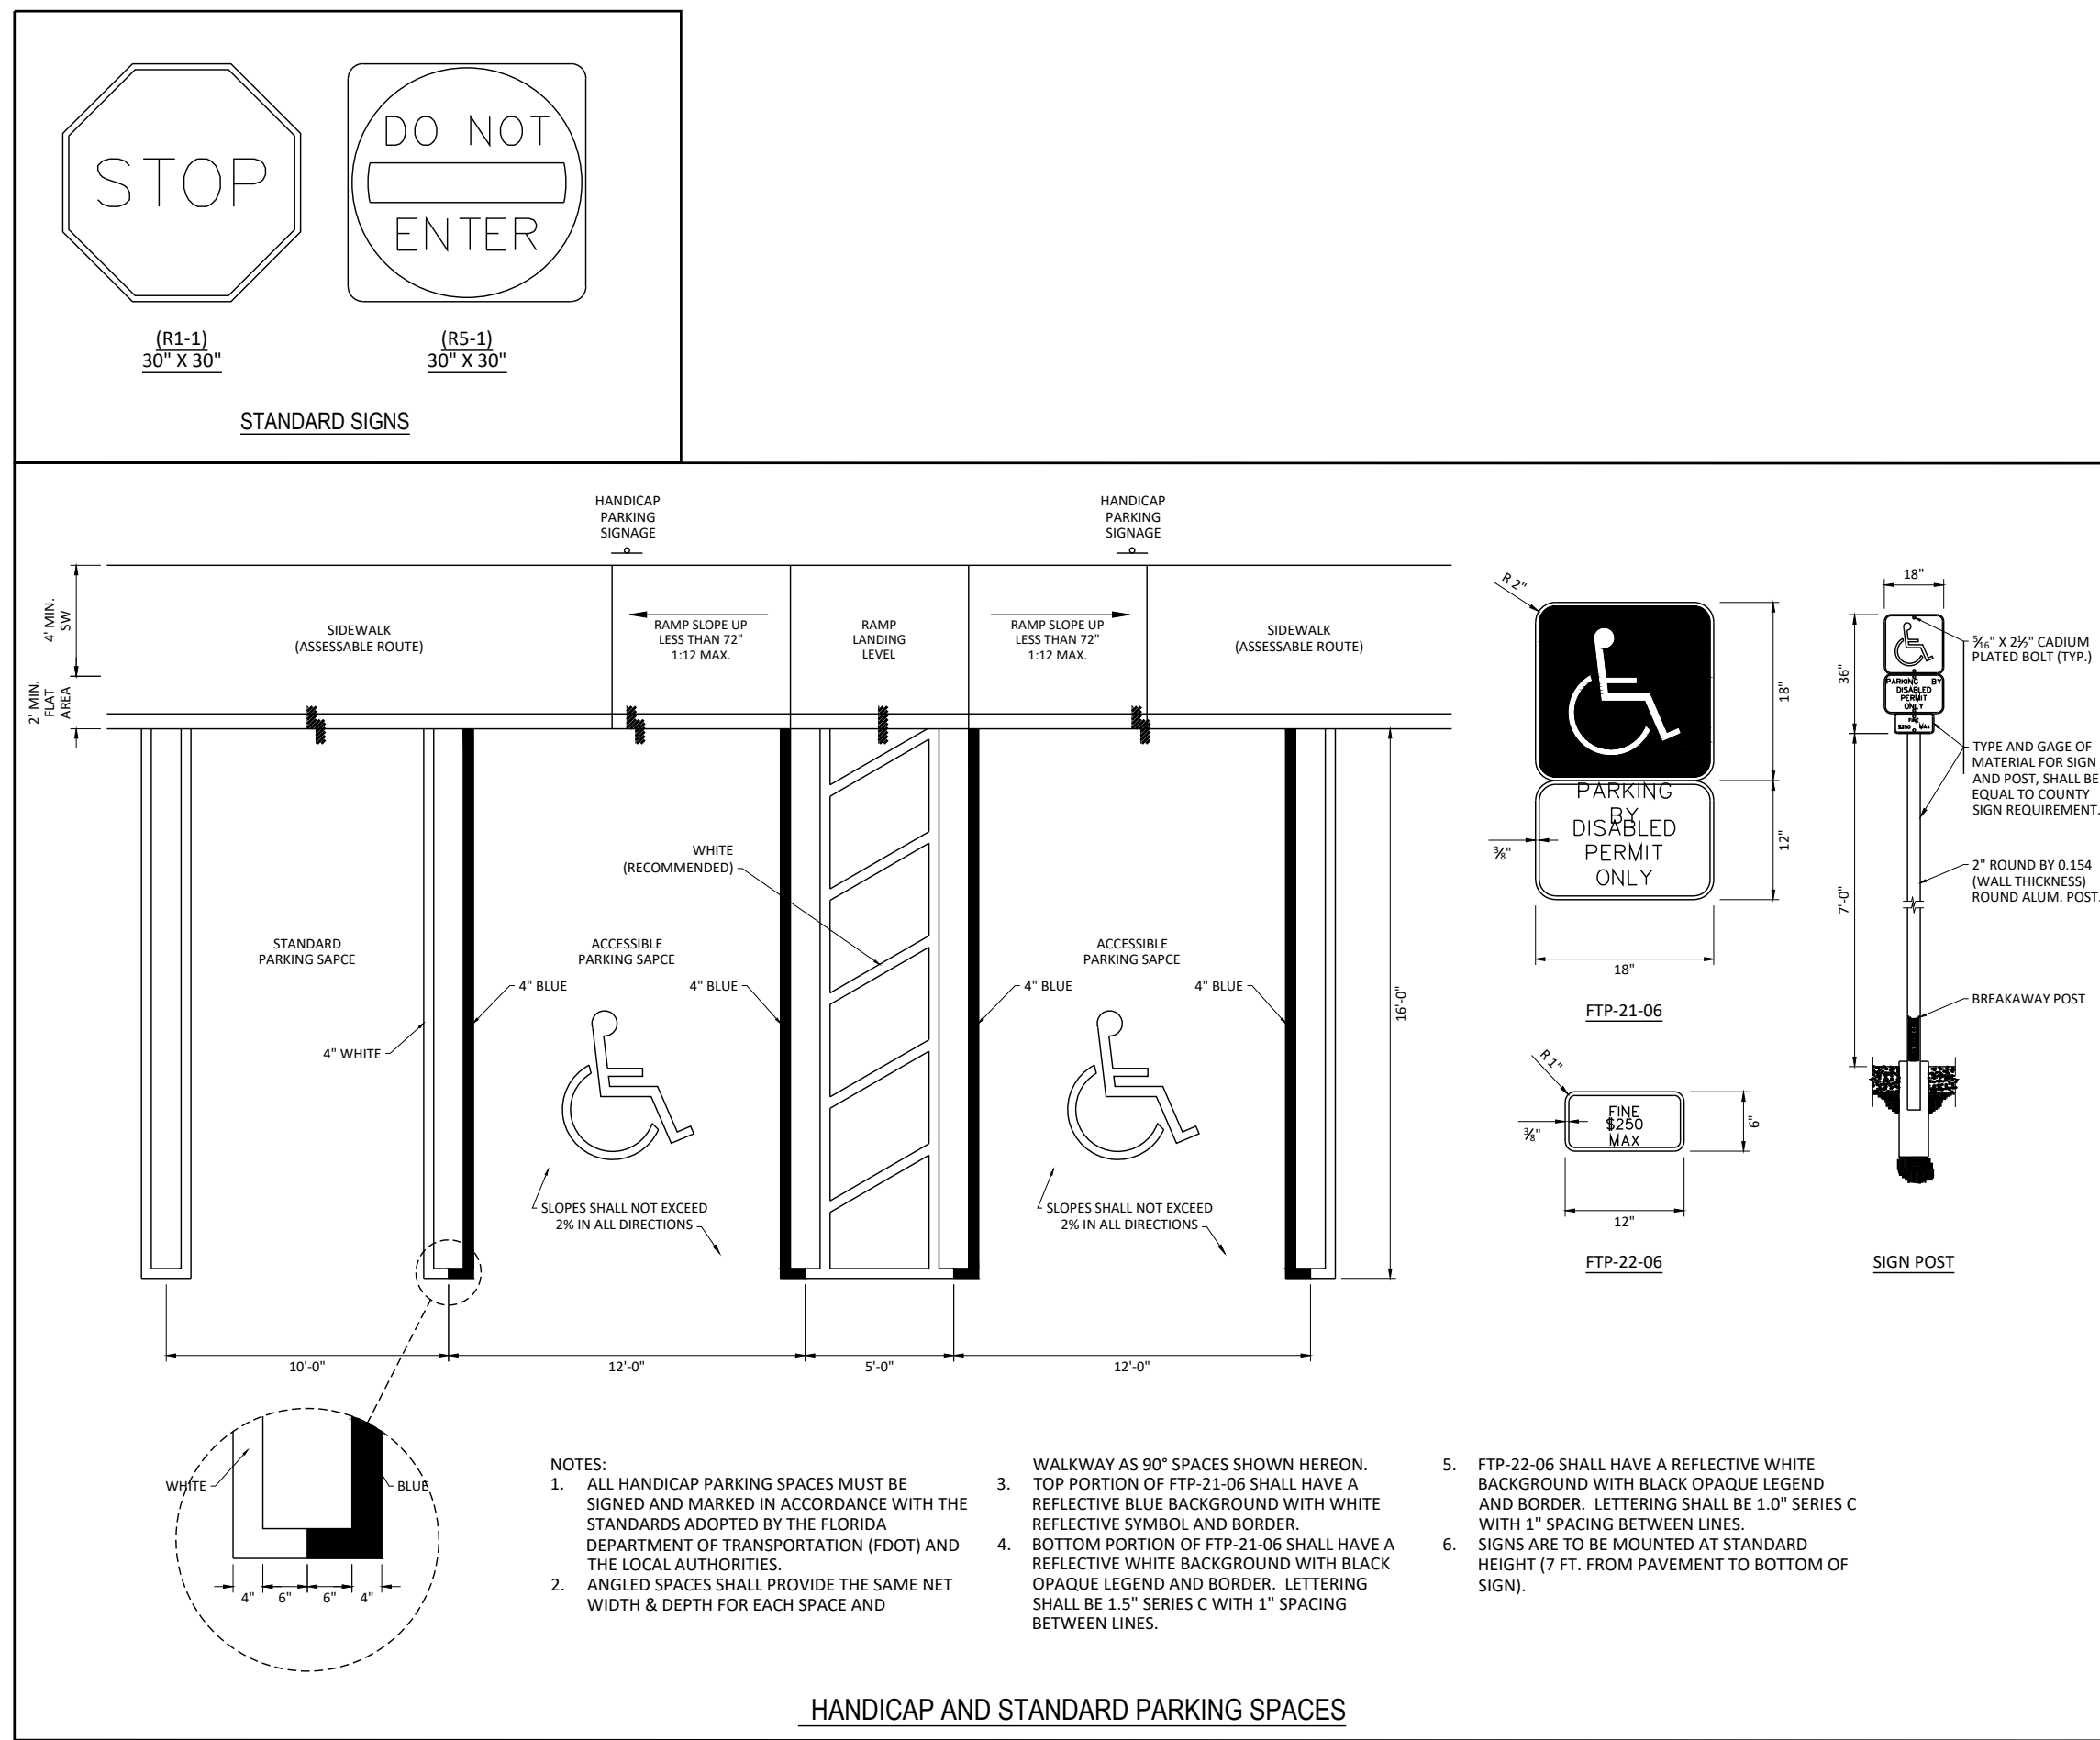 STOP
(R1-1)
30" X 30"
DO NOT
ENTER
(R5-1)
30" X 30"
STANDARD SIGNS
HANDICAP
PARKING
SIGNAGE
HANDICAP
PARKING
SIGNAGE
4' MIN.
SW
2' MIN.
FLAT
AREA
SIDEWALK
(ASSESSABLE ROUTE)
RAMP SLOPE UP
LESS THAN 72"
1:12 MAX.
RAMP
LANDING
LEVEL
RAMP SLOPE UP
LESS THAN 72"
1:12 MAX.
SIDEWALK
(ASSESSABLE ROUTE)
WHITE
(RECOMMENDED)
STANDARD
PARKING SAPCE
ACCESSIBLE
PARKING SAPCE
ACCESSIBLE
PARKING SAPCE
4" BLUE
4" BLUE
4" BLUE
4" BLUE
4" WHITE
16'-0"
SLOPES SHALL NOT EXCEED
2% IN ALL DIRECTIONS
SLOPES SHALL NOT EXCEED
2% IN ALL DIRECTIONS
10'-0"
12'-0"
5'-0"
12'-0"
WHITE
BLUE
4"
6"
6"
4"
R 2"
18"
PARKING
BY
DISABLED
PERMIT
ONLY
3⁄8"
12"
18"
FTP-21-06
R 1"
FINE
$250
MAX
3⁄8"
6"
12"
FTP-22-06
18"
36"
PARKING BY
DISABLED
PERMIT
ONLY
FINE
$250 MAX
7'-0"
5⁄16" X 2½" CADIUM
PLATED BOLT (TYP.)
TYPE AND GAGE OF
MATERIAL FOR SIGN
AND POST, SHALL BE
EQUAL TO COUNTY
SIGN REQUIREMENT.
2" ROUND BY 0.154
(WALL THICKNESS)
ROUND ALUM. POST.
BREAKAWAY POST
SIGN POST
NOTES:
1. ALL HANDICAP PARKING SPACES MUST BE
SIGNED AND MARKED IN ACCORDANCE WITH THE
STANDARDS ADOPTED BY THE FLORIDA
DEPARTMENT OF TRANSPORTATION (FDOT) AND
THE LOCAL AUTHORITIES.
2. ANGLED SPACES SHALL PROVIDE THE SAME NET
WIDTH & DEPTH FOR EACH SPACE AND
WALKWAY AS 90° SPACES SHOWN HEREON.
3. TOP PORTION OF FTP-21-06 SHALL HAVE A
REFLECTIVE BLUE BACKGROUND WITH WHITE
REFLECTIVE SYMBOL AND BORDER.
4. BOTTOM PORTION OF FTP-21-06 SHALL HAVE A
REFLECTIVE WHITE BACKGROUND WITH BLACK
OPAQUE LEGEND AND BORDER. LETTERING
SHALL BE 1.5" SERIES C WITH 1" SPACING
BETWEEN LINES.
5. FTP-22-06 SHALL HAVE A REFLECTIVE WHITE
BACKGROUND WITH BLACK OPAQUE LEGEND
AND BORDER. LETTERING SHALL BE 1.0" SERIES C
WITH 1" SPACING BETWEEN LINES.
6. SIGNS ARE TO BE MOUNTED AT STANDARD
HEIGHT (7 FT. FROM PAVEMENT TO BOTTOM OF
SIGN).
HANDICAP AND STANDARD PARKING SPACES